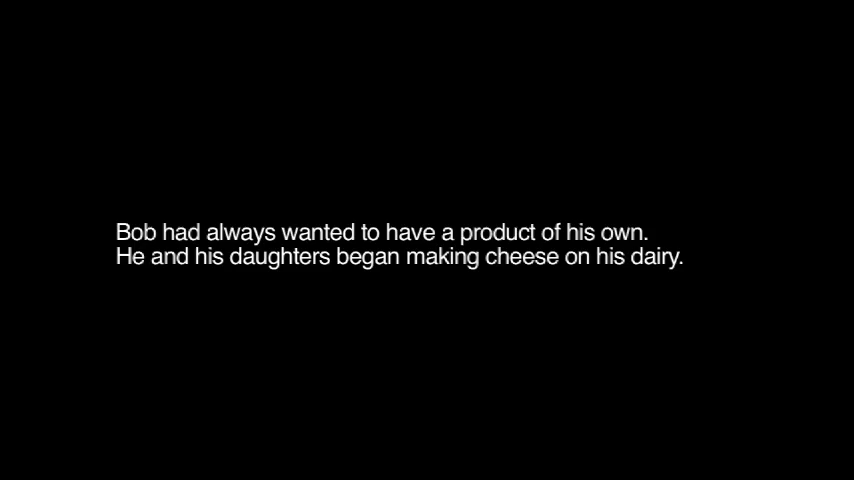 Bob had always wanted to have a product of his own.
He and his daughters began making cheese on his dairy.